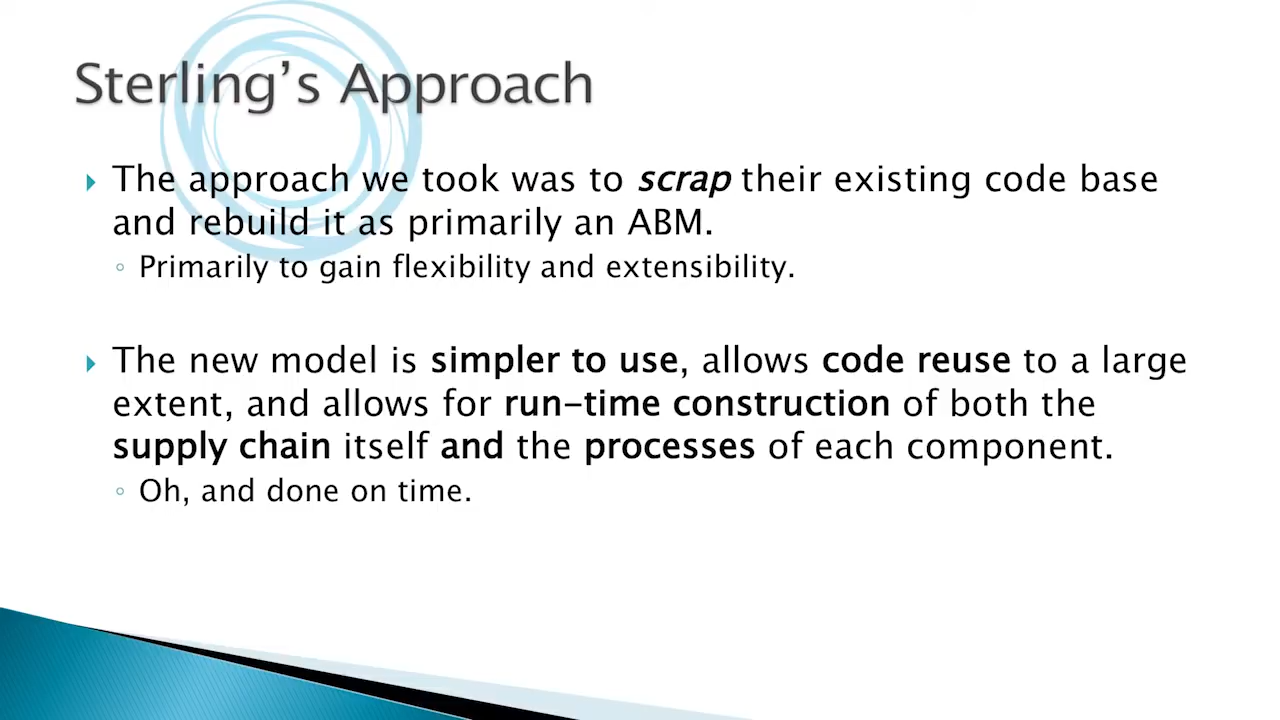 Sterling’s Approach
The approach we took was to scrap their existing code base
and rebuild it as primarily an ABM.
Primarily to gain flexibility and extensibility.
The new model is simpler to use, allows code reuse to a large
extent, and allows for run-time construction of both the
supply chain itself and the processes of each component.
Oh, and done on time.